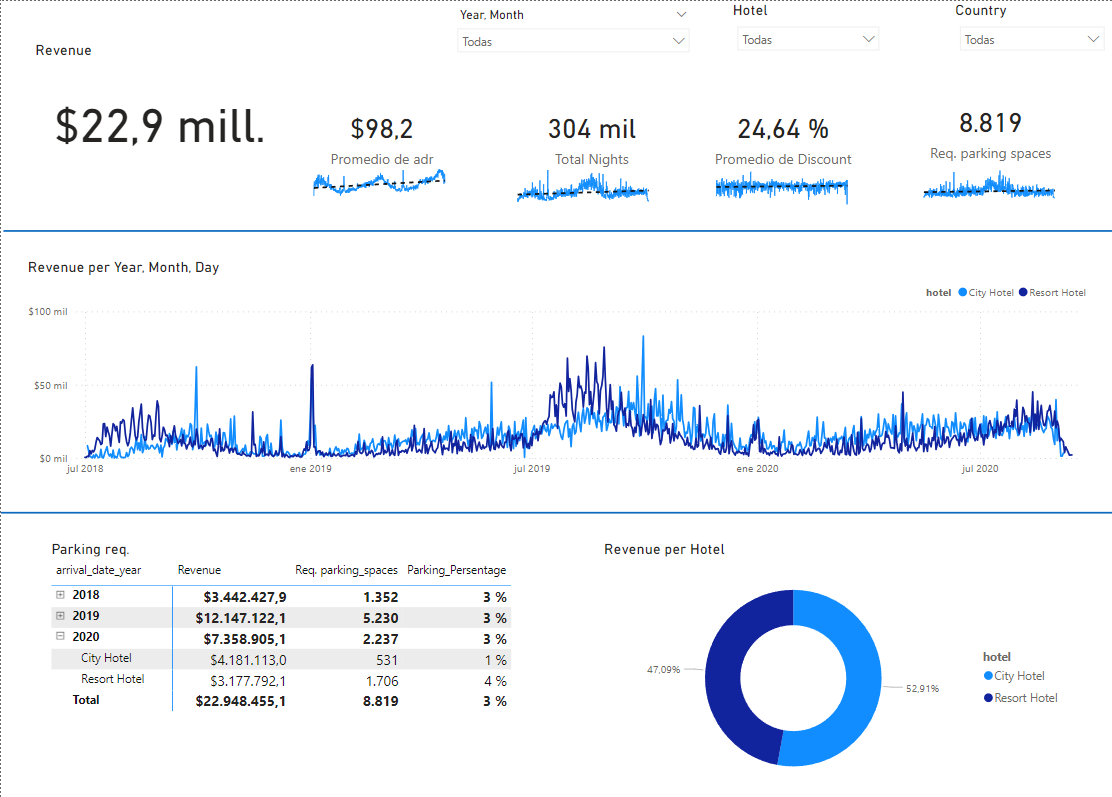 Year, Month
Todas
Hotel
Todas
Country
Todas
Revenue
$22,9 mill.
$98,2
Promedio de adr
304 mil
Total Nights
24,64 %
Promedio de Discount
8.819
Req. parking spaces
Revenue per Year, Month, Day
hotel City Hotel Resort Hotel
$100 mil
$50 mil
$0 mil
jul 2018 ene 2019 jul 2019 ene 2020 jul 2020
Parking req.
arrival_date_year Revenue Req. parking_spaces Parking_Persentage
2018 $3.442.427,9 1.352 3 %
2019 $12.147.122,1 5.230 3 %
2020 $7.358.905,1 2.237 3 %
City Hotel $4.181.113,0 531 1 %
Resort Hotel $3.177.792,1 1.706 4 %
Total $22.948.455,1 8.819 3 %
Revenue per Hotel
47,09%
52,91%
hotel
City Hotel
Resort Hotel